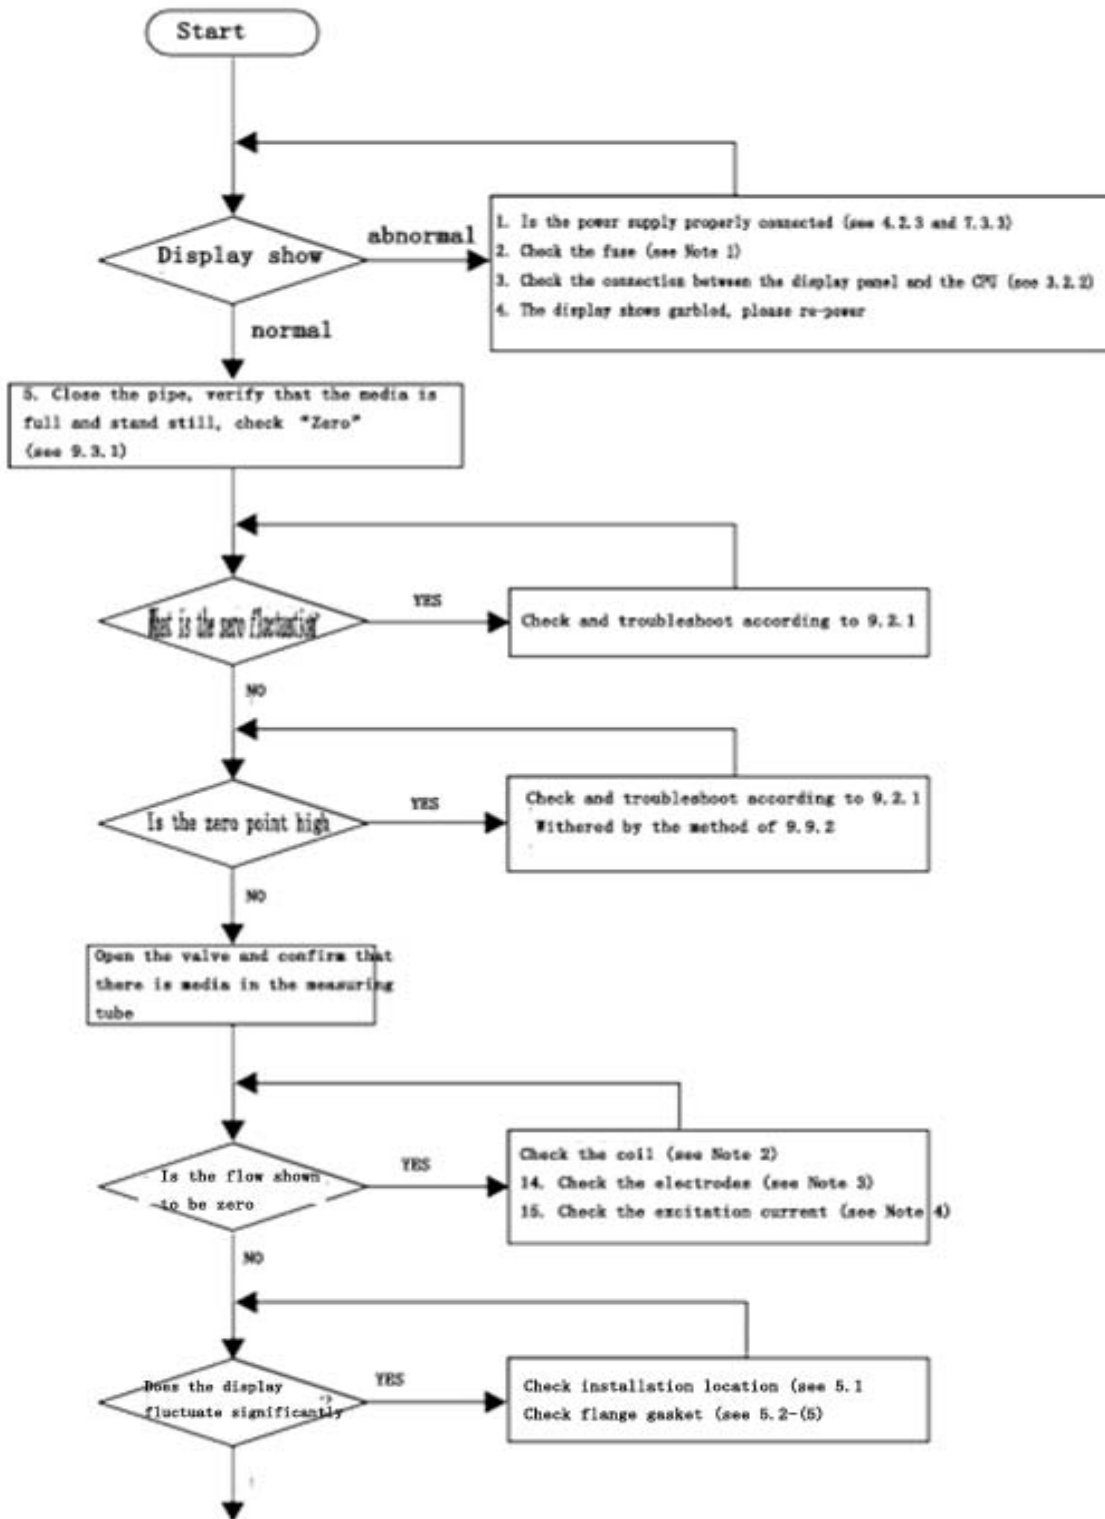 Start
Display show
abnormal
1. Is the power supply properly connected (see 4.2.3 and 7.3.3)
2. Check the fuse (see Note 1)
3. Check the connection between the display panel and the CPU (see 3.2.2)
4. The display shows garbled, please re-power
normal
5. Close the pipe, verify that the media is
full and stand still, check “Zero”
(see 9.3.1)
What is the zero fluctuation?
YES
Check and troubleshoot according to 9.2.1
NO
Is the zero point high
YES
Check and troubleshoot according to 9.2.1
Withered by the method of 9.9.2
NO
Open the valve and confirm that
there is media in the measuring
tube
Is the flow shown
to be zero
YES
Check the coil (see Note 2)
14. Check the electrodes (see Note 3)
15. Check the excitation current (see Note 4)
NO
Does the display
fluctuate significantly
YES
Check installation location (see 5.1
Check flange gasket (see 5.2-(5)